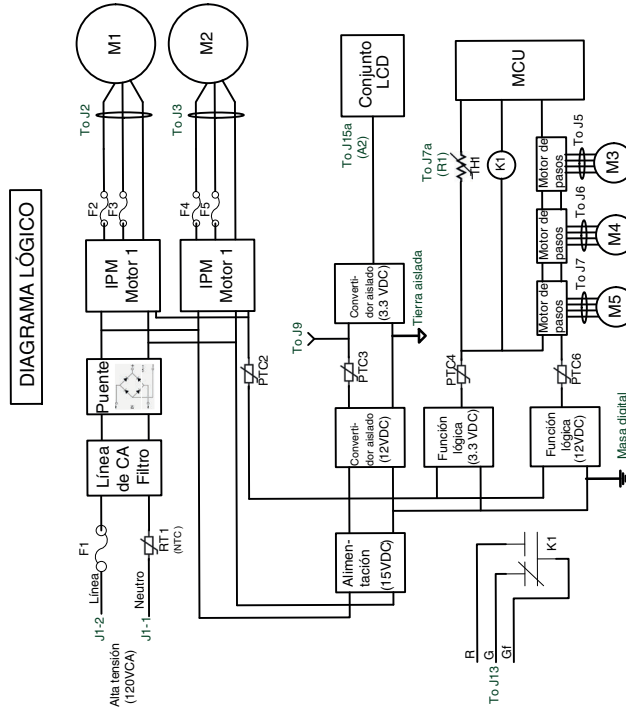 DIAGRAMA LÓGICO
Alta tensión
(120VCA)
J1-2
Línea
F1
J1-1
Neutro
RT1
(NTC)
Línea
de CA
Filtro
Puente
IPM
Motor 1
F2
F3
To J2
M1
IPM
Motor 1
F4
F5
To J3
M2
PTC2
Alimen-
tación
(15VDC)
Converti-
dor aislado
(12VDC)
PTC3
To J9
Converti-
dor aislado
(3.3 VDC)
Tierra aislada
To J15a
(A2)
Conjunto
LCD
Función
lógica
(3.3 VDC)
PTC4
To J7a
(R1)
TH1
K1
MCU
Función
lógica
(12VDC)
PTC6
Masa digital
Motor de
pasos
To J7
M5
Motor de
pasos
To J6
M4
Motor de
pasos
To J5
M3
To J13
R
G
Gf
K1